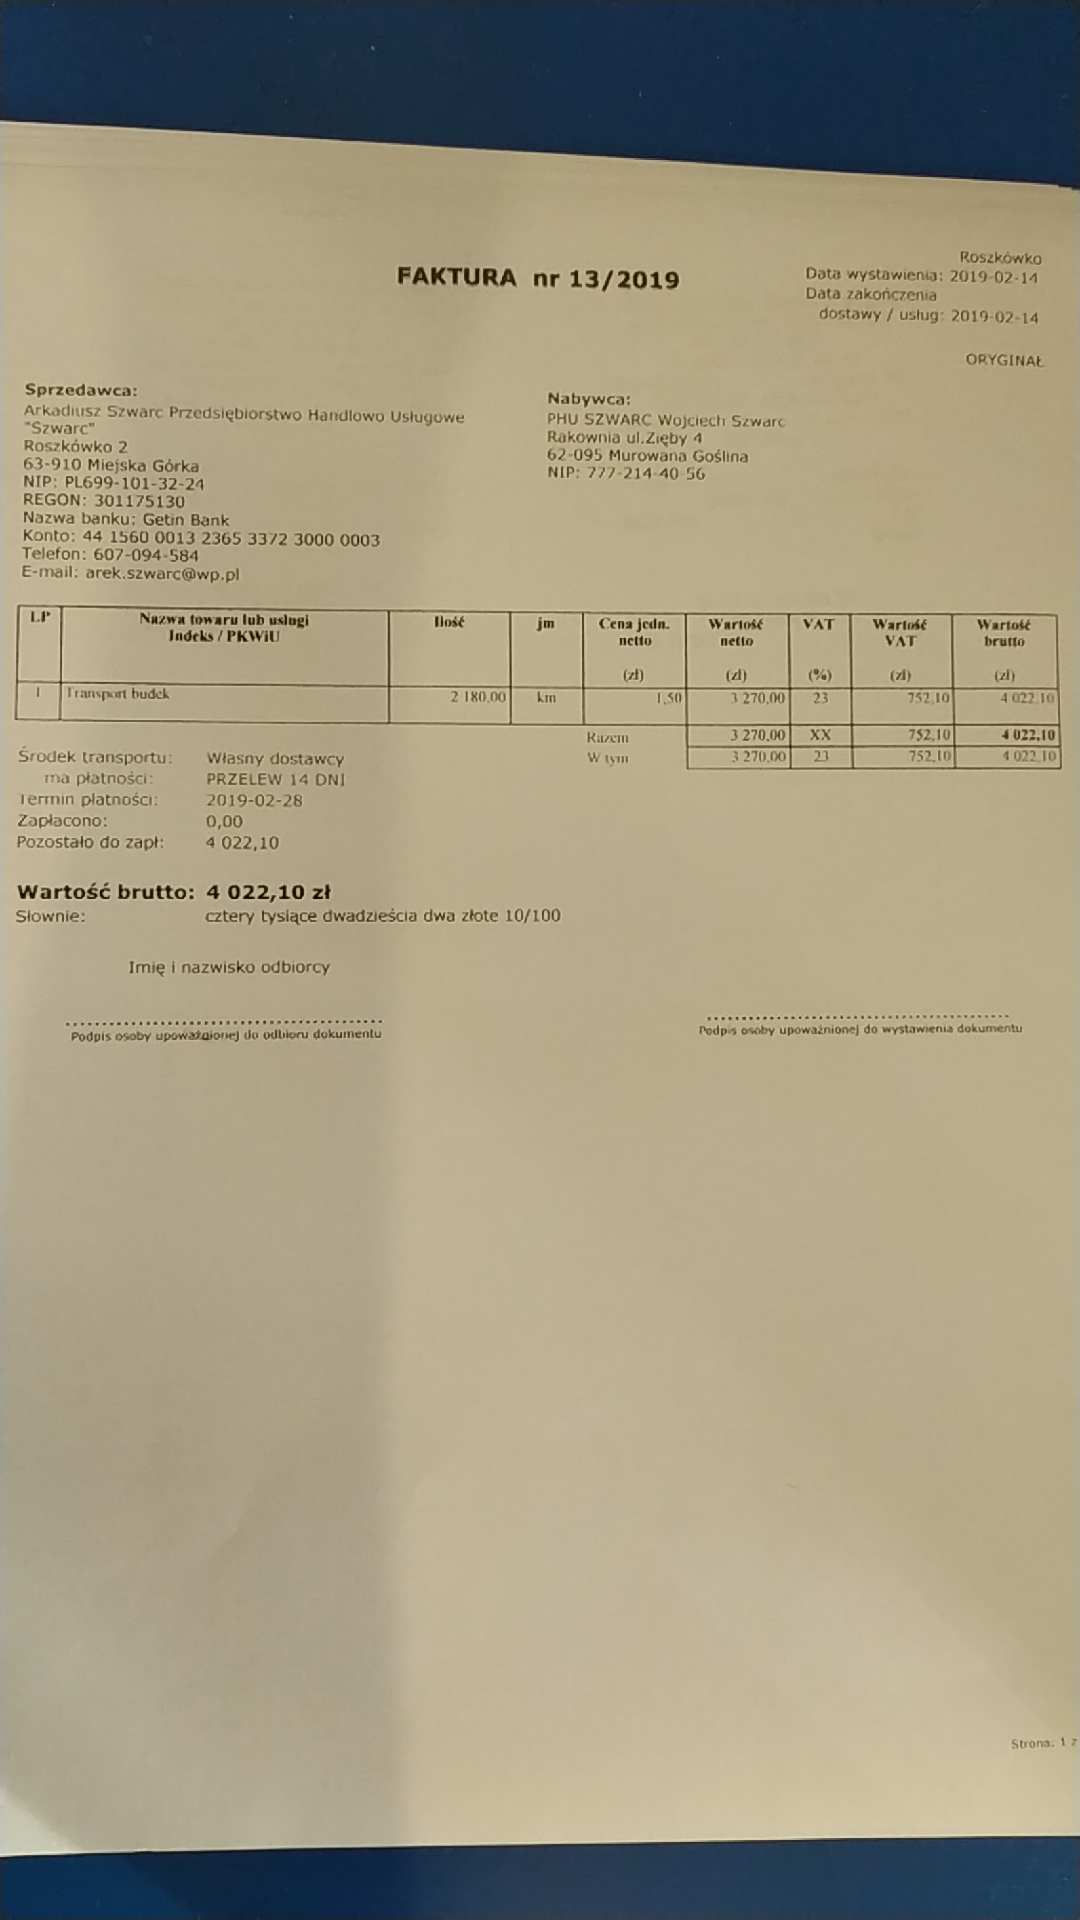 Roszkówko
FAKTURA nr 13/2019
Data wystawienia: 2019-02-14
Data zakończenia
dostawy / usług: 2019-02-14
ORYGINAŁ
Sprzedawca:
Arkadiusz Szwarc Przedsiębiorstwo Handlowo Usługowe
"Szwarc"
Roszkówko 2
63-910 Miejska Górka
NIP: PL699-101-32-24
REGON: 301175130
Nazwa banku: Getin Bank
Konto: 44 1560 0013 2365 3372 3000 0003
Telefon: 607-094-584
E-mail: arek.szwarc@wp.pl
Nabywca:
PHU SZWARC Wojciech Szwarc
Rakownia ul.Zięby 4
62-095 Murowana Goślina
NIP: 777-214-40-56
LP Nazwa towaru lub usługi Ilość jm Cena jedn. Wartość VAT Wartość Wartość
Indeks / PKWiU netto netto VAT brutto
(zł) (zł) (%) (zł) (zł)
1 Transport budek 2 180,00 km 1,50 3 270,00 23 752,10 4 022,10
Razem 3 270,00 XX 752,10 4 022,10
W tym 3 270,00 23 752,10 4 022,10
Środek transportu: Własny dostawcy
ma płatności: PRZELEW 14 DNI
Termin płatności: 2019-02-28
Zapłacono: 0,00
Pozostało do zapł: 4 022,10
Wartość brutto: 4 022,10 zł
Słownie: cztery tysiące dwadzieścia dwa złote 10/100
Imię i nazwisko odbiorcy
Podpis osoby upoważnionej do odbioru dokumentu
Podpis osoby upoważnionej do wystawienia dokumentu
Strona: 1 z